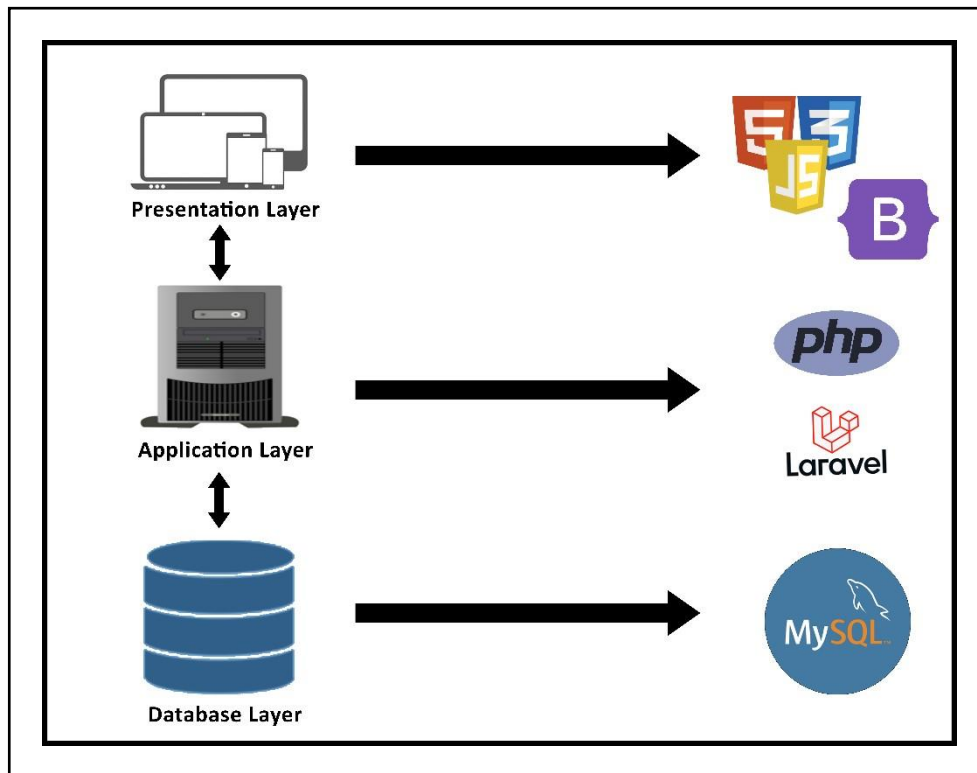 5 3
JS
B
Presentation Layer
php
Application Layer
Laravel
MySQL
Database Layer